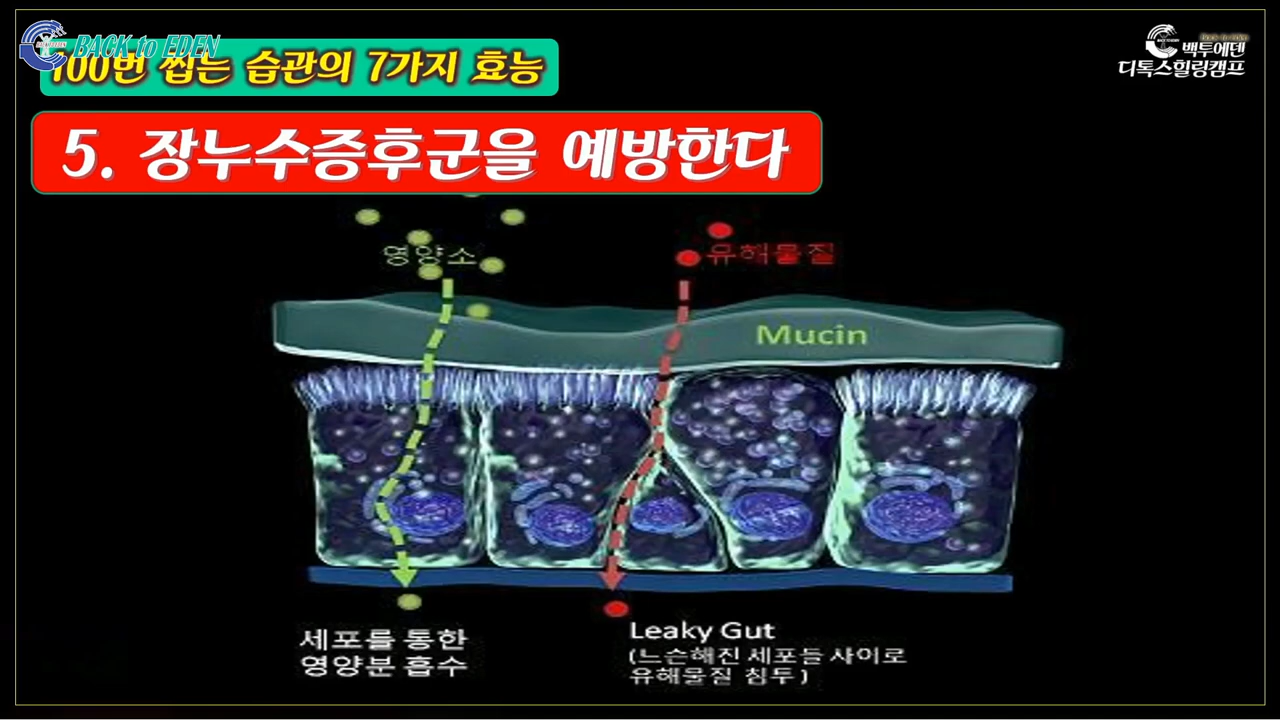 BACK to EDEN
100번 씹는 습관의 7가지 효능
백투에덴
디톡스힐링캠프
5. 장누수증후군을 예방한다
영양소
유해물질
Mucin
세포를 통한
영양분 흡수
Leaky Gut
(느슨해진 세포들 사이로
유해물질 침투)